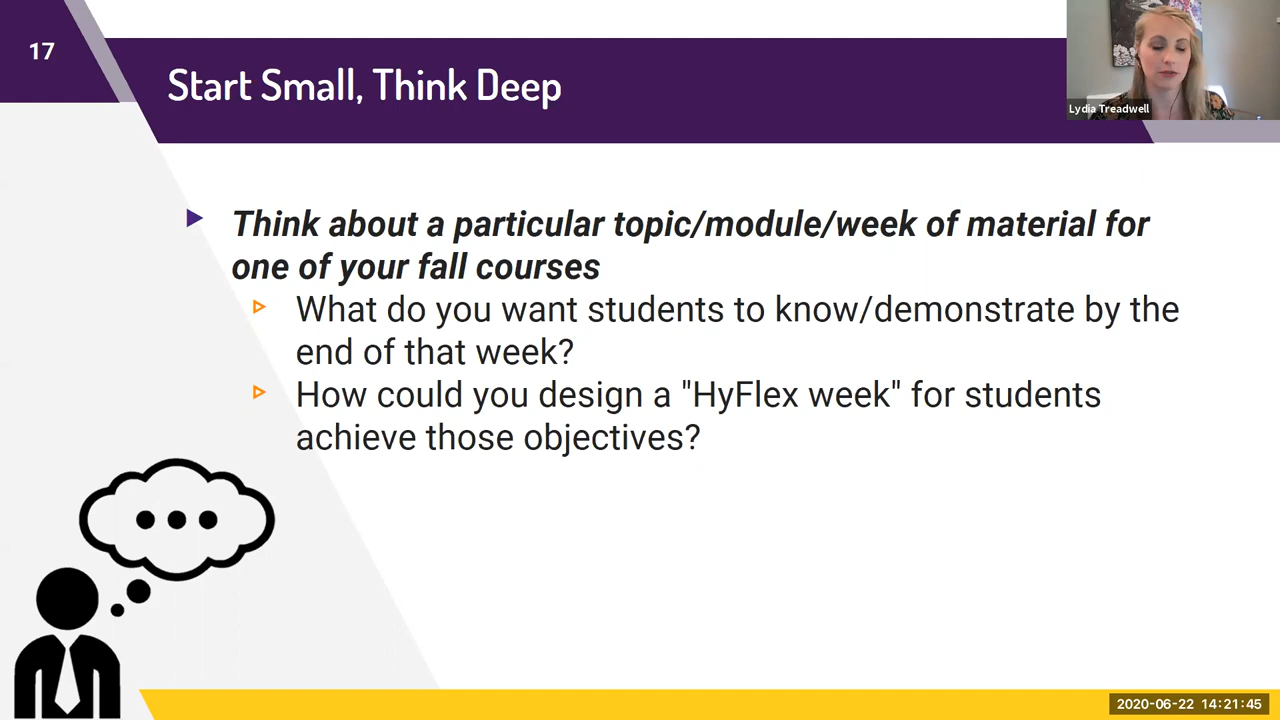 17
Start Small, Think Deep
Lydia Treadwell
Think about a particular topic/module/week of material for
one of your fall courses
What do you want students to know/demonstrate by the
end of that week?
How could you design a "HyFlex week" for students
achieve those objectives?
2020-06-22 14:21:45